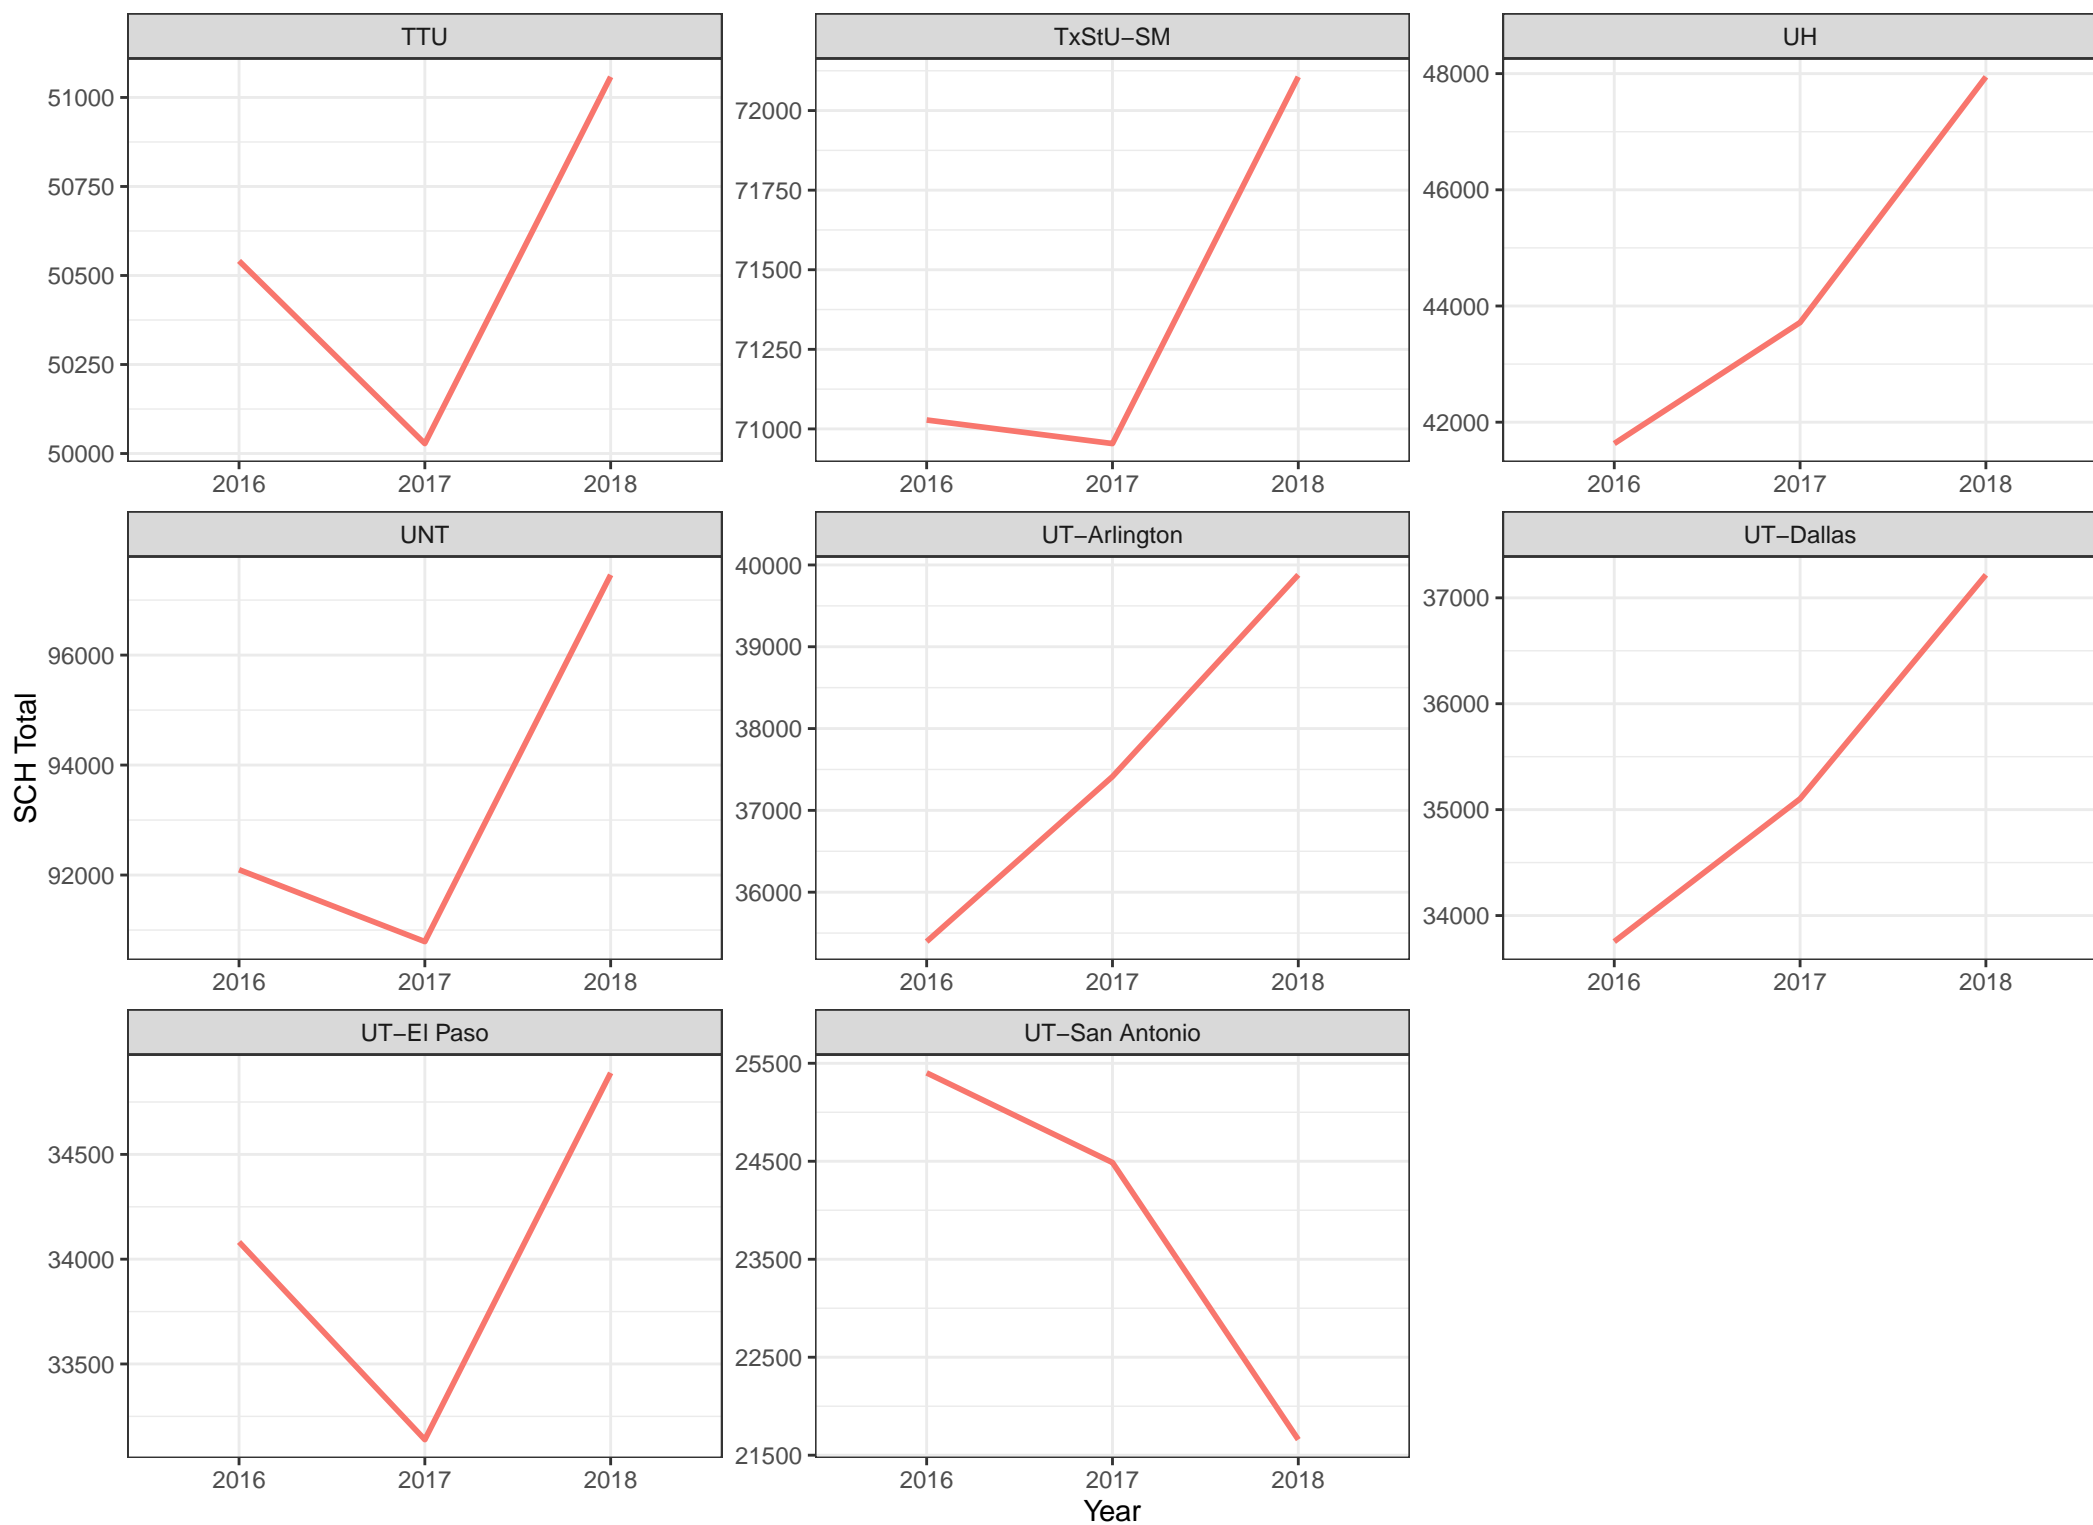 TTU
51000
50750
50500
50250
50000
2016 2017 2018
TxStU−SM
72000
71750
71500
71250
71000
2016 2017 2018
UH
48000
46000
44000
42000
2016 2017 2018
UNT
96000
94000
92000
2016 2017 2018
UT−Arlington
40000
39000
38000
37000
36000
2016 2017 2018
UT−Dallas
37000
36000
35000
34000
2016 2017 2018
UT−El Paso
34500
34000
33500
2016 2017 2018
UT−San Antonio
25500
24500
23500
22500
21500
2016 2017 2018
SCH Total
Year